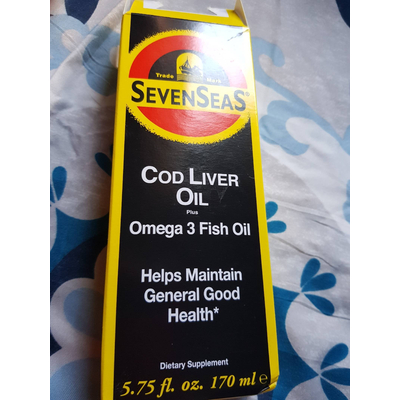 Trade Mark
SEVENSEAS®
COD LIVER
OIL
Plus
Omega 3 Fish Oil
Helps Maintain
General Good
Health*
Dietary Supplement
5.75 fl. oz. 170 ml e